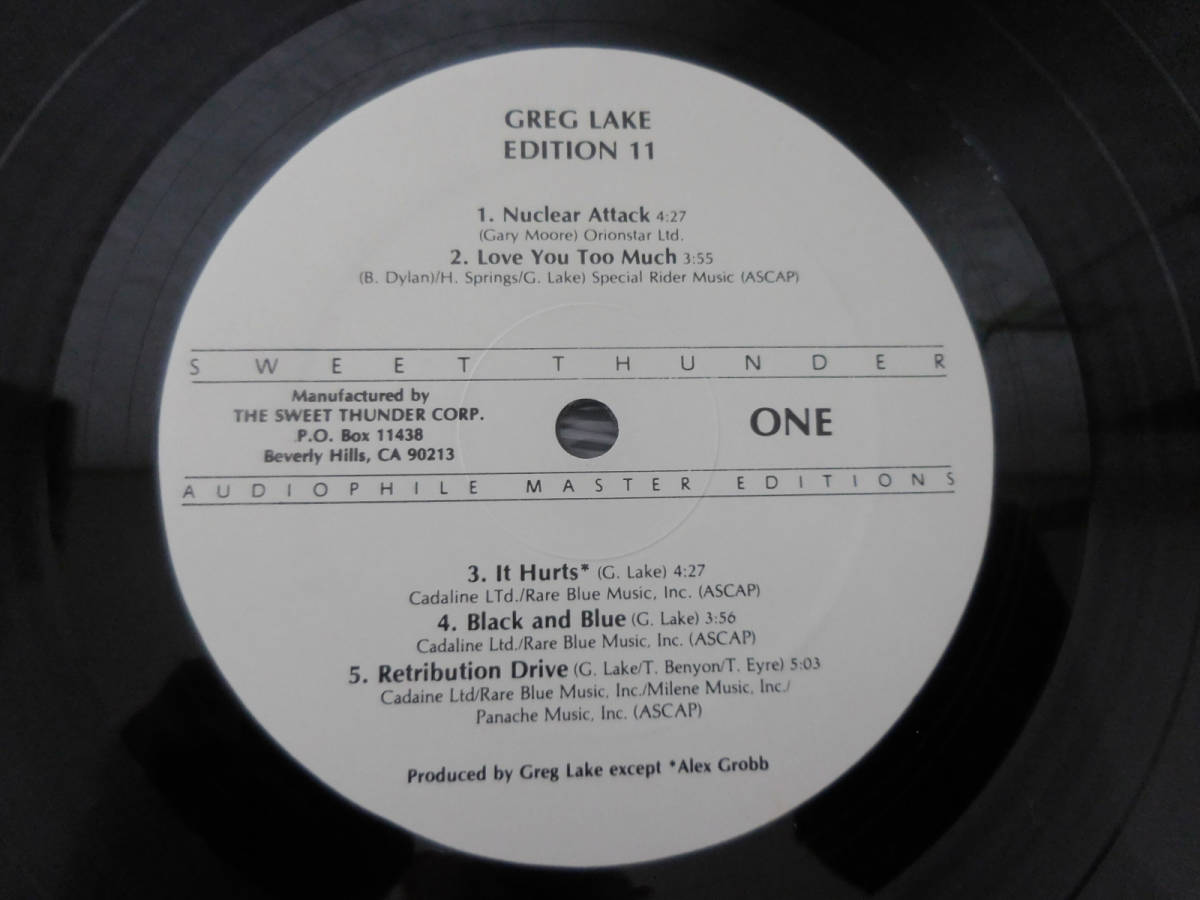 GREG LAKE
EDITION 11
1. Nuclear Attack 4:27
(Gary Moore) Orionstar Ltd.
2. Love You Too Much 3:55
(B. Dylan)/H. Springs/G. Lake) Special Rider Music (ASCAP)
SWEET THUNDER
Manufactured by
THE SWEET THUNDER CORP.
P.O. Box 11438
Beverly Hills, CA 90213
ONE
AUDIOPHILE MASTER EDITIONS
3. It Hurts* (G. Lake) 4:27
Cadaline LTd./Rare Blue Music, Inc. (ASCAP)
4. Black and Blue (G. Lake) 3:56
Cadaline Ltd./Rare Blue Music, Inc. (ASCAP)
5. Retribution Drive (G. Lake/T. Benyon/T. Eyre) 5:03
Cadaine Ltd/Rare Blue Music, Inc./Milene Music, Inc./
Panache Music, Inc. (ASCAP)
Produced by Greg Lake except *Alex Grobb